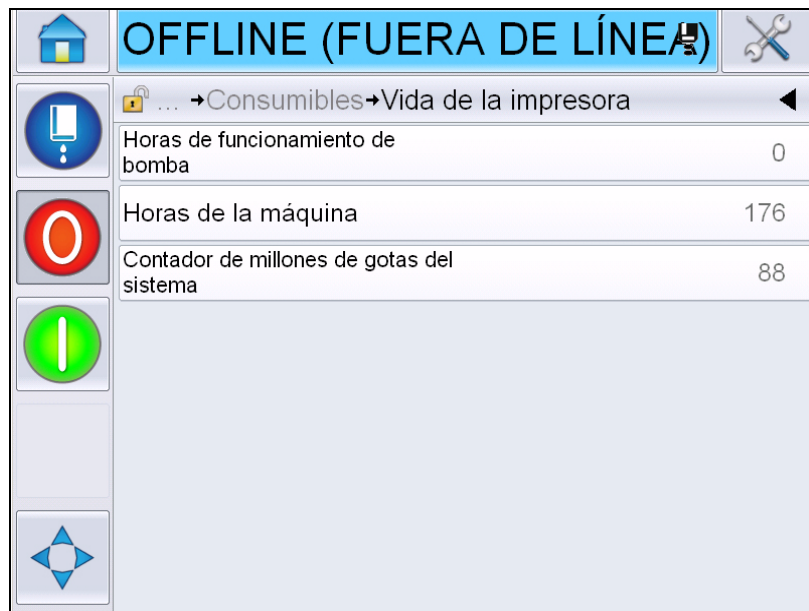 OFFLINE (FUERA DE LÍNEA)
... →Consumibles→Vida de la impresora
Horas de funcionamiento de
bomba
0
Horas de la máquina
176
Contador de millones de gotas del
sistema
88